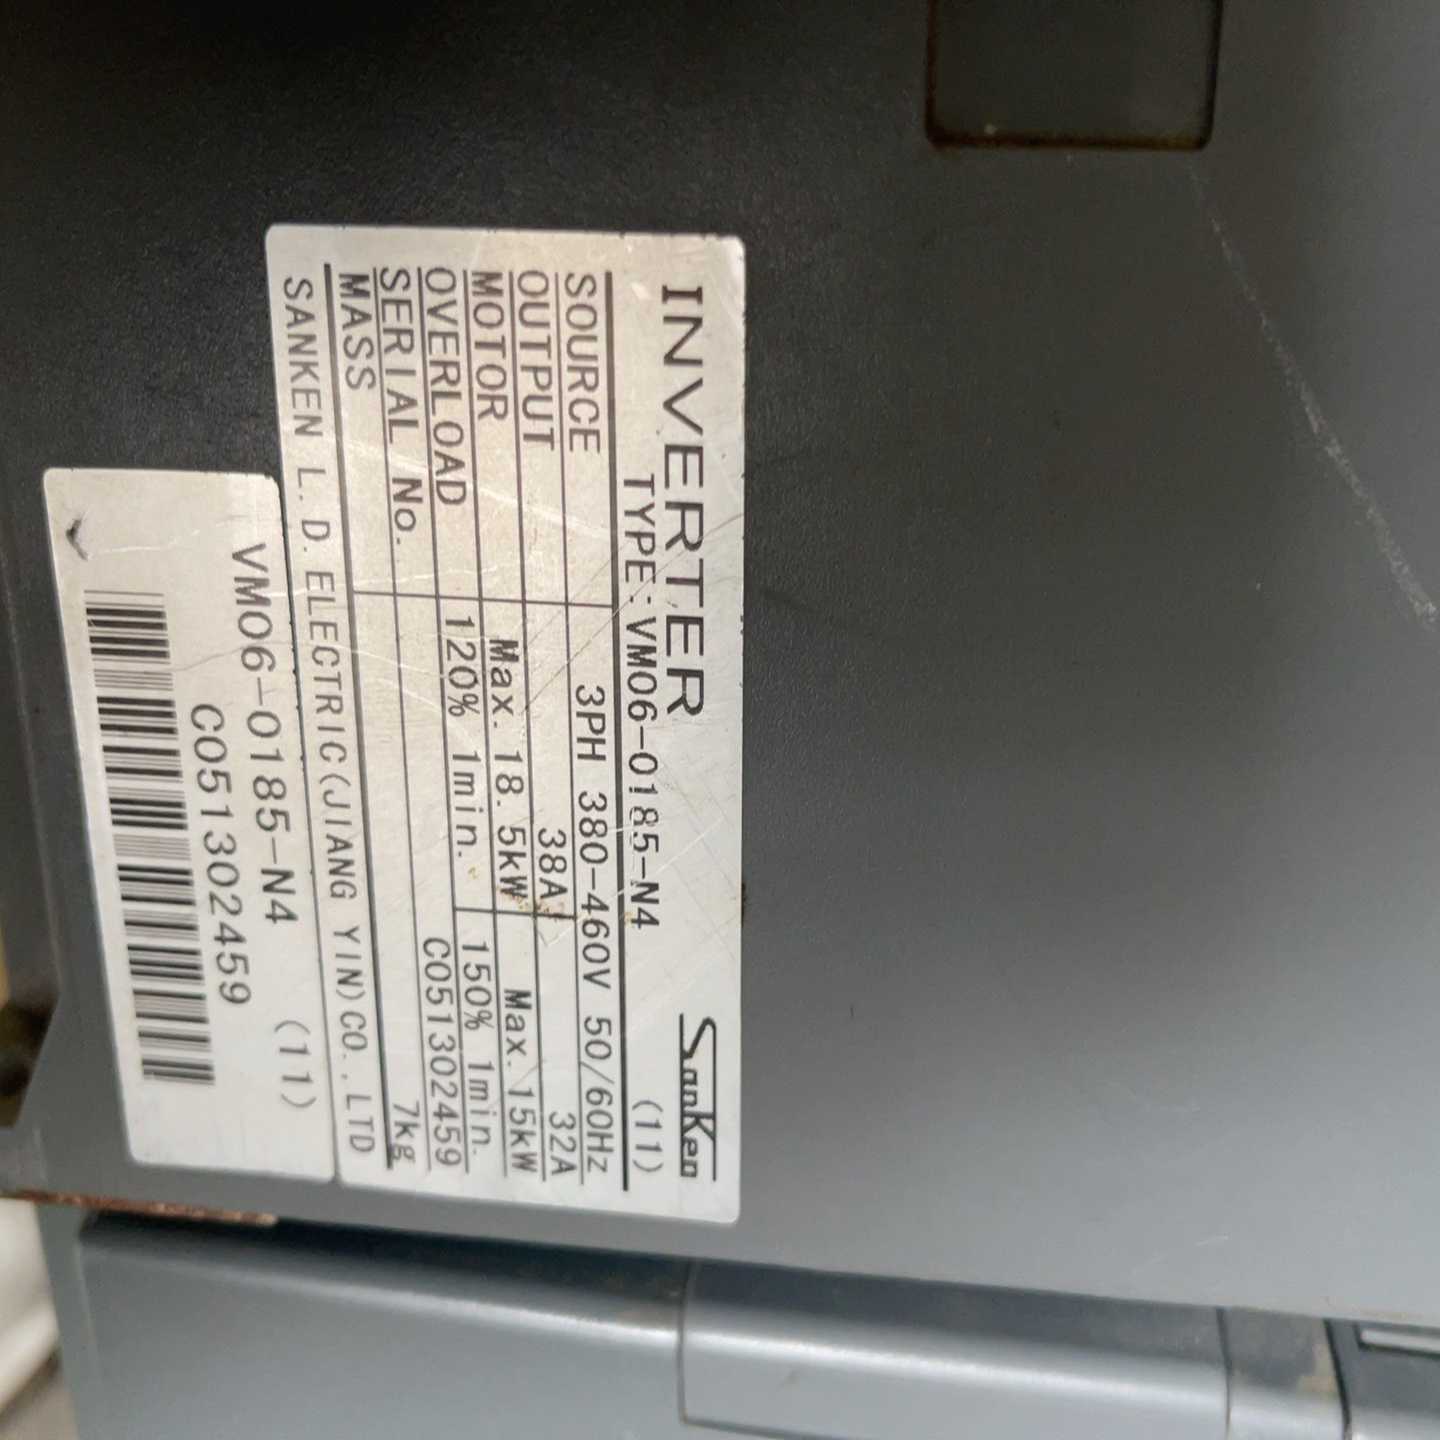 INVERTER SanKen
TYPE:VM06-0185-N4 (11)
SOURCE 3PH 380-460V 50/60Hz
OUTPUT 38A 32A
MOTOR Max. 18.5kW Max. 15kW
OVERLOAD 120% 1min. 150% 1min.
SERIAL No. C051302459
MASS 7kg
SANKEN L.D.ELECTRIC(JIANG YIN)CO.,LTD
VM06-0185-N4 (11)
C051302459